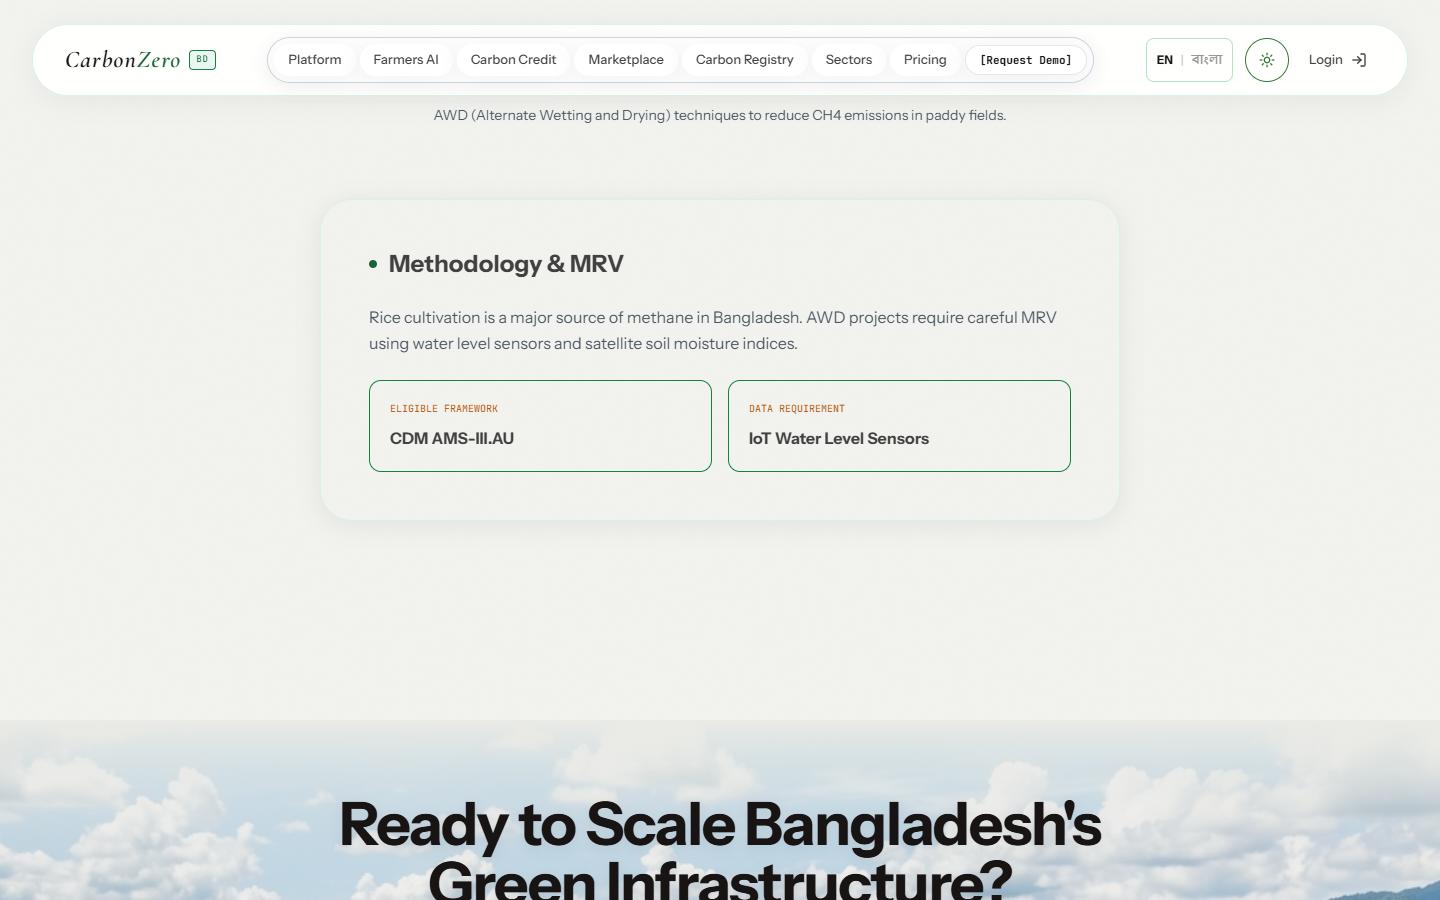 CarbonZero BD
Platform
Farmers AI
Carbon Credit
Marketplace
Carbon Registry
Sectors
Pricing
[Request Demo]
EN | বাংলা
Login
AWD (Alternate Wetting and Drying) techniques to reduce CH4 emissions in paddy fields.
Methodology & MRV
Rice cultivation is a major source of methane in Bangladesh. AWD projects require careful MRV
using water level sensors and satellite soil moisture indices.
ELIGIBLE FRAMEWORK
CDM AMS-III.AU
DATA REQUIREMENT
IoT Water Level Sensors
Ready to Scale Bangladesh's
Green Infrastructure?